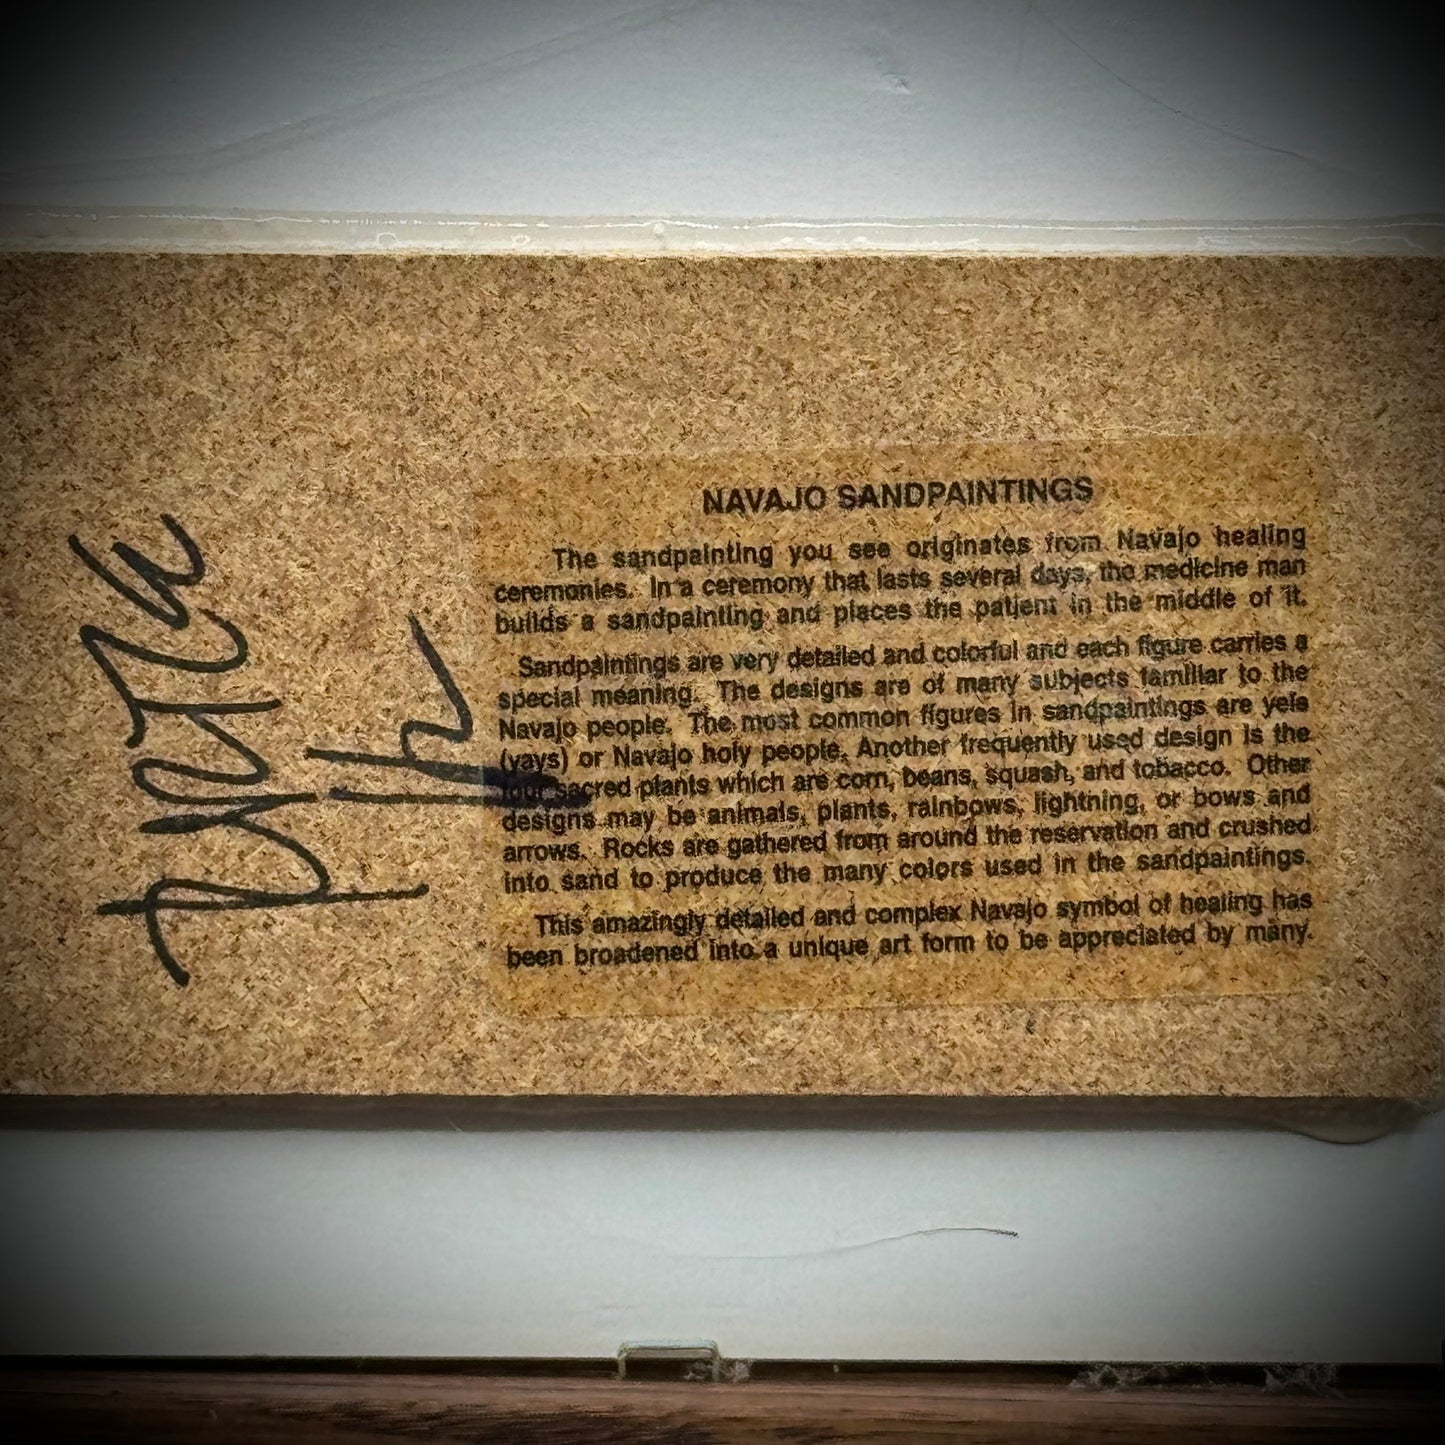 NAVAJO SANDPAINTINGS
The sandpainting you see originates from Navajo healing
ceremonies. In a ceremony that lasts several days, the medicine man
builds a sandpainting and places the patient in the middle of it.
Sandpaintings are very detailed and colorful and each figure carries a
special meaning. The designs are of many subjects familiar to the
Navajo people. The most common figures in sandpaintings are yeis
(yays) or Navajo holy people. Another frequently used design is the
four sacred plants which are corn, beans, squash, and tobacco. Other
designs may be animals, plants, rainbows, lightning, or bows and
arrows. Rocks are gathered from around the reservation and crushed
into sand to produce the many colors used in the sandpaintings.
This amazingly detailed and complex Navajo symbol of healing has
been broadened into a unique art form to be appreciated by many.